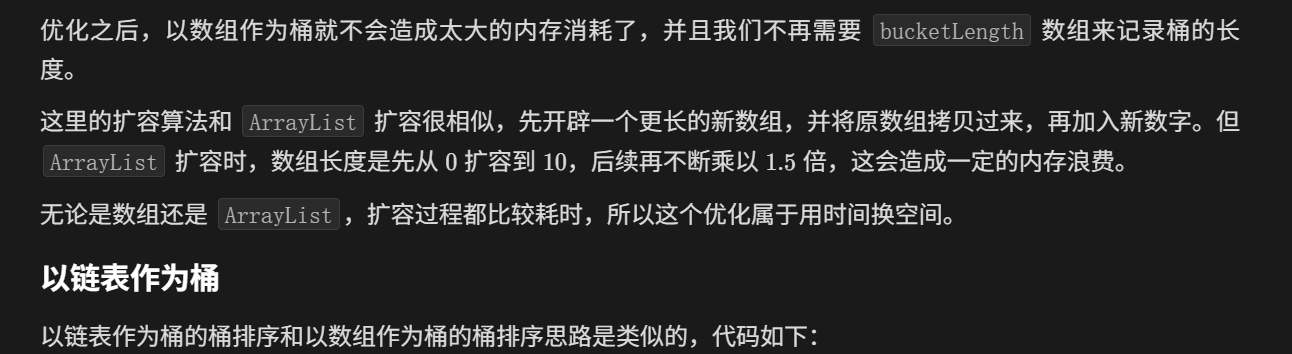 优化之后，以数组作为桶就不会造成太大的内存消耗了，并且我们不再需要 bucketLength 数组来记录桶的长
度。
这里的扩容算法和 ArrayList 扩容很相似，先开辟一个更长的新数组，并将原数组拷贝过来，再加入新数字。但
ArrayList 扩容时，数组长度是先从 0 扩容到 10，后续再不断乘以 1.5 倍，这会造成一定的内存浪费。
无论是数组还是 ArrayList，扩容过程都比较耗时，所以这个优化属于用时间换空间。
以链表作为桶
以链表作为桶的桶排序和以数组作为桶的桶排序思路是类似的，代码如下：